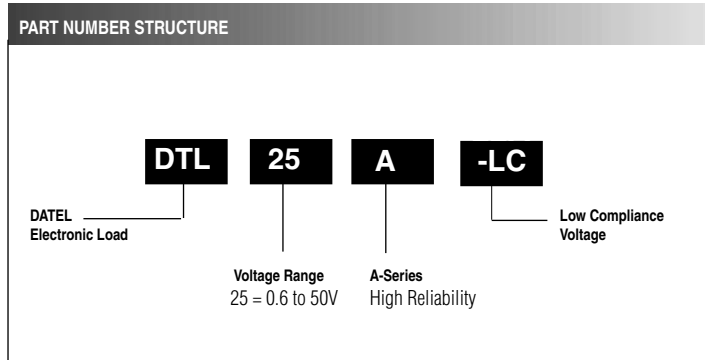 PART NUMBER STRUCTURE
DTL 25 A -LC
DATEL
Electronic Load
Low Compliance
Voltage
Voltage Range
25 = 0.6 to 50V
A-Series
High Reliability